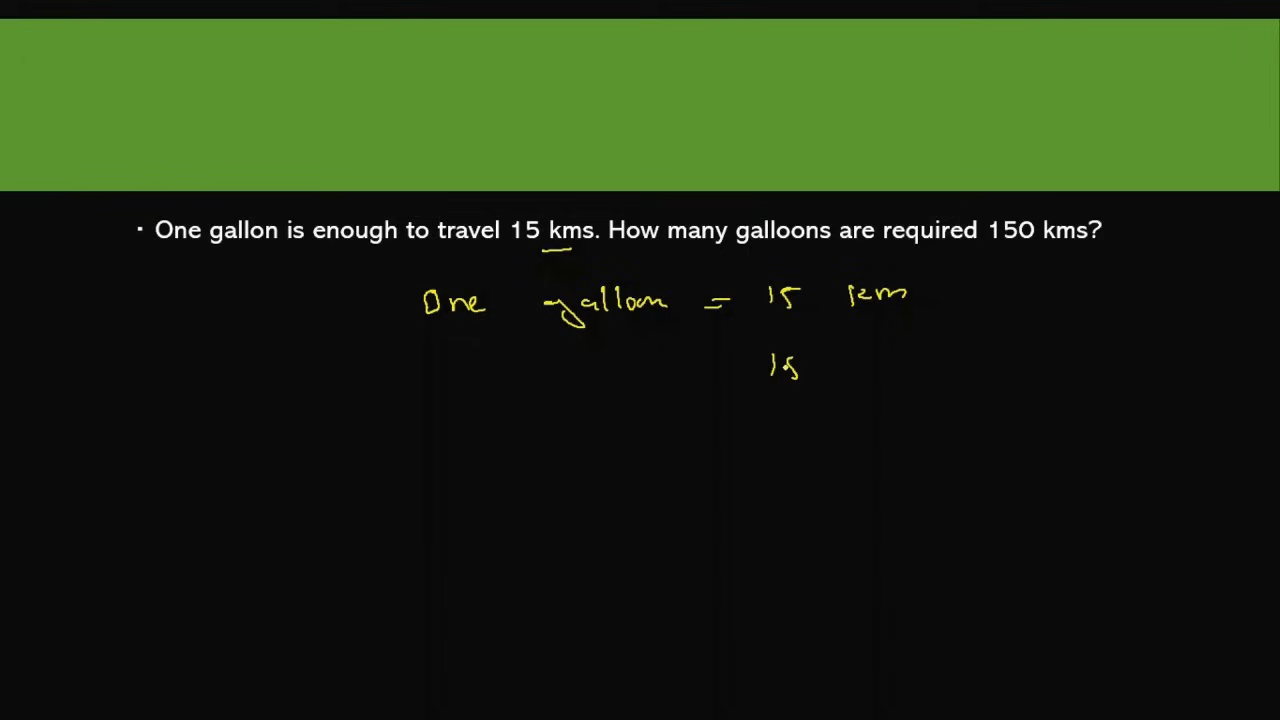 · One gallon is enough to travel 15 kms. How many galloons are required 150 kms?
One galloon = 15 km
15